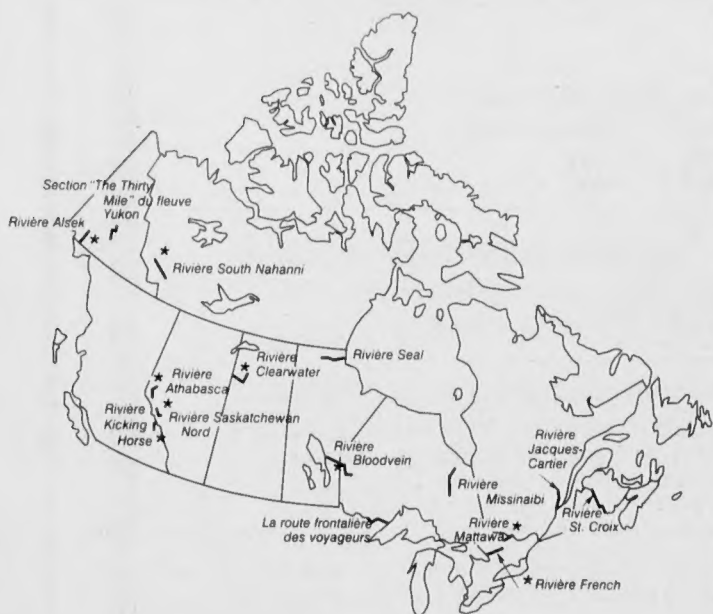 Section "The Thirty
Mile" du fleuve
Yukon
Rivière Alsek
Rivière South Nahanni
Rivière Seal
Rivière
Clearwater
Rivière
Athabasca
Rivière Saskatchewan
Nord
Rivière
Kicking
Horse
Rivière
Bloodvein
Rivière
Jacques-
Cartier
Rivière
Missinaibi
La route frontalière
des voyageurs
Rivière
Mattawa
Rivière
St. Croix
Rivière French